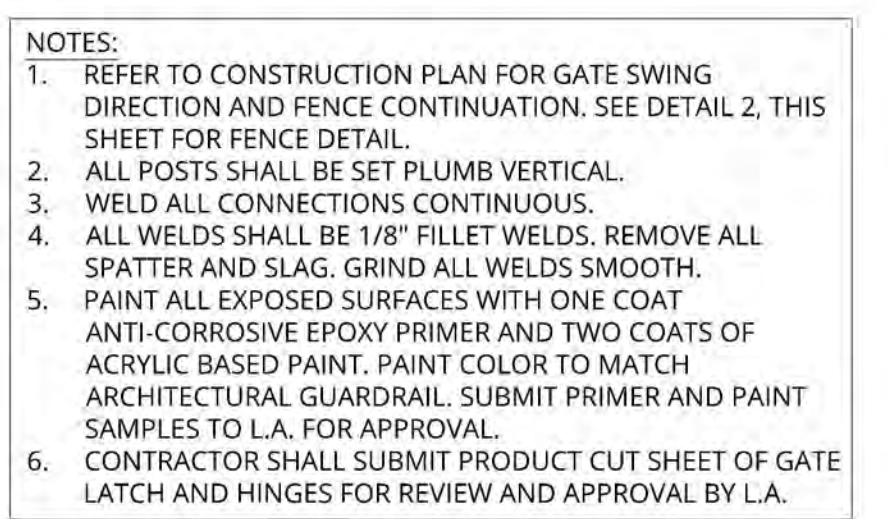 NOTES:
1. REFER TO CONSTRUCTION PLAN FOR GATE SWING
DIRECTION AND FENCE CONTINUATION. SEE DETAIL 2, THIS
SHEET FOR FENCE DETAIL.
2. ALL POSTS SHALL BE SET PLUMB VERTICAL.
3. WELD ALL CONNECTIONS CONTINUOUS.
4. ALL WELDS SHALL BE 1/8" FILLET WELDS. REMOVE ALL
SPATTER AND SLAG. GRIND ALL WELDS SMOOTH.
5. PAINT ALL EXPOSED SURFACES WITH ONE COAT
ANTI-CORROSIVE EPOXY PRIMER AND TWO COATS OF
ACRYLIC BASED PAINT. PAINT COLOR TO MATCH
ARCHITECTURAL GUARDRAIL. SUBMIT PRIMER AND PAINT
SAMPLES TO L.A. FOR APPROVAL.
6. CONTRACTOR SHALL SUBMIT PRODUCT CUT SHEET OF GATE
LATCH AND HINGES FOR REVIEW AND APPROVAL BY L.A.